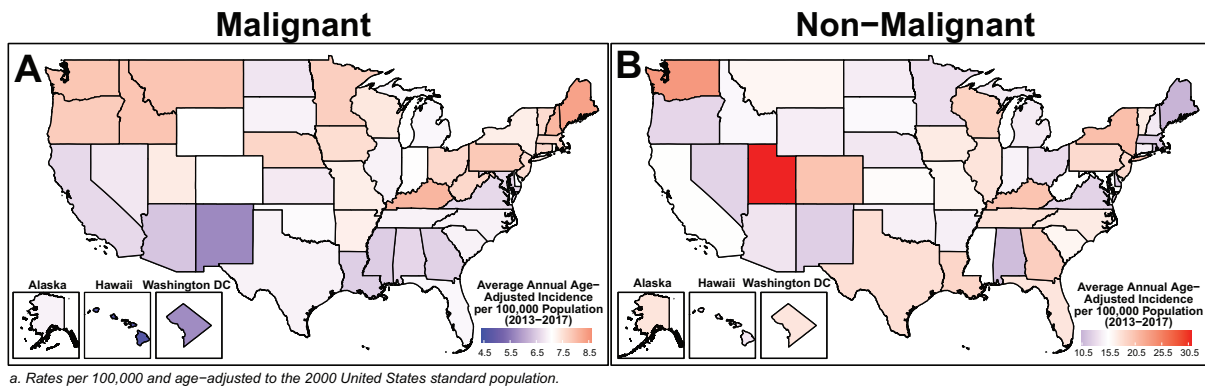 Malignant
Non−Malignant
A
B
Alaska
Hawaii
Washington DC
Average Annual Age−
Adjusted Incidence
per 100,000 Population
(2013−2017)
4.5 5.5 6.5 7.5 8.5
Alaska
Hawaii
Washington DC
Average Annual Age−
Adjusted Incidence
per 100,000 Population
(2013−2017)
10.5 15.5 20.5 25.5 30.5
a. Rates per 100,000 and age−adjusted to the 2000 United States standard population.